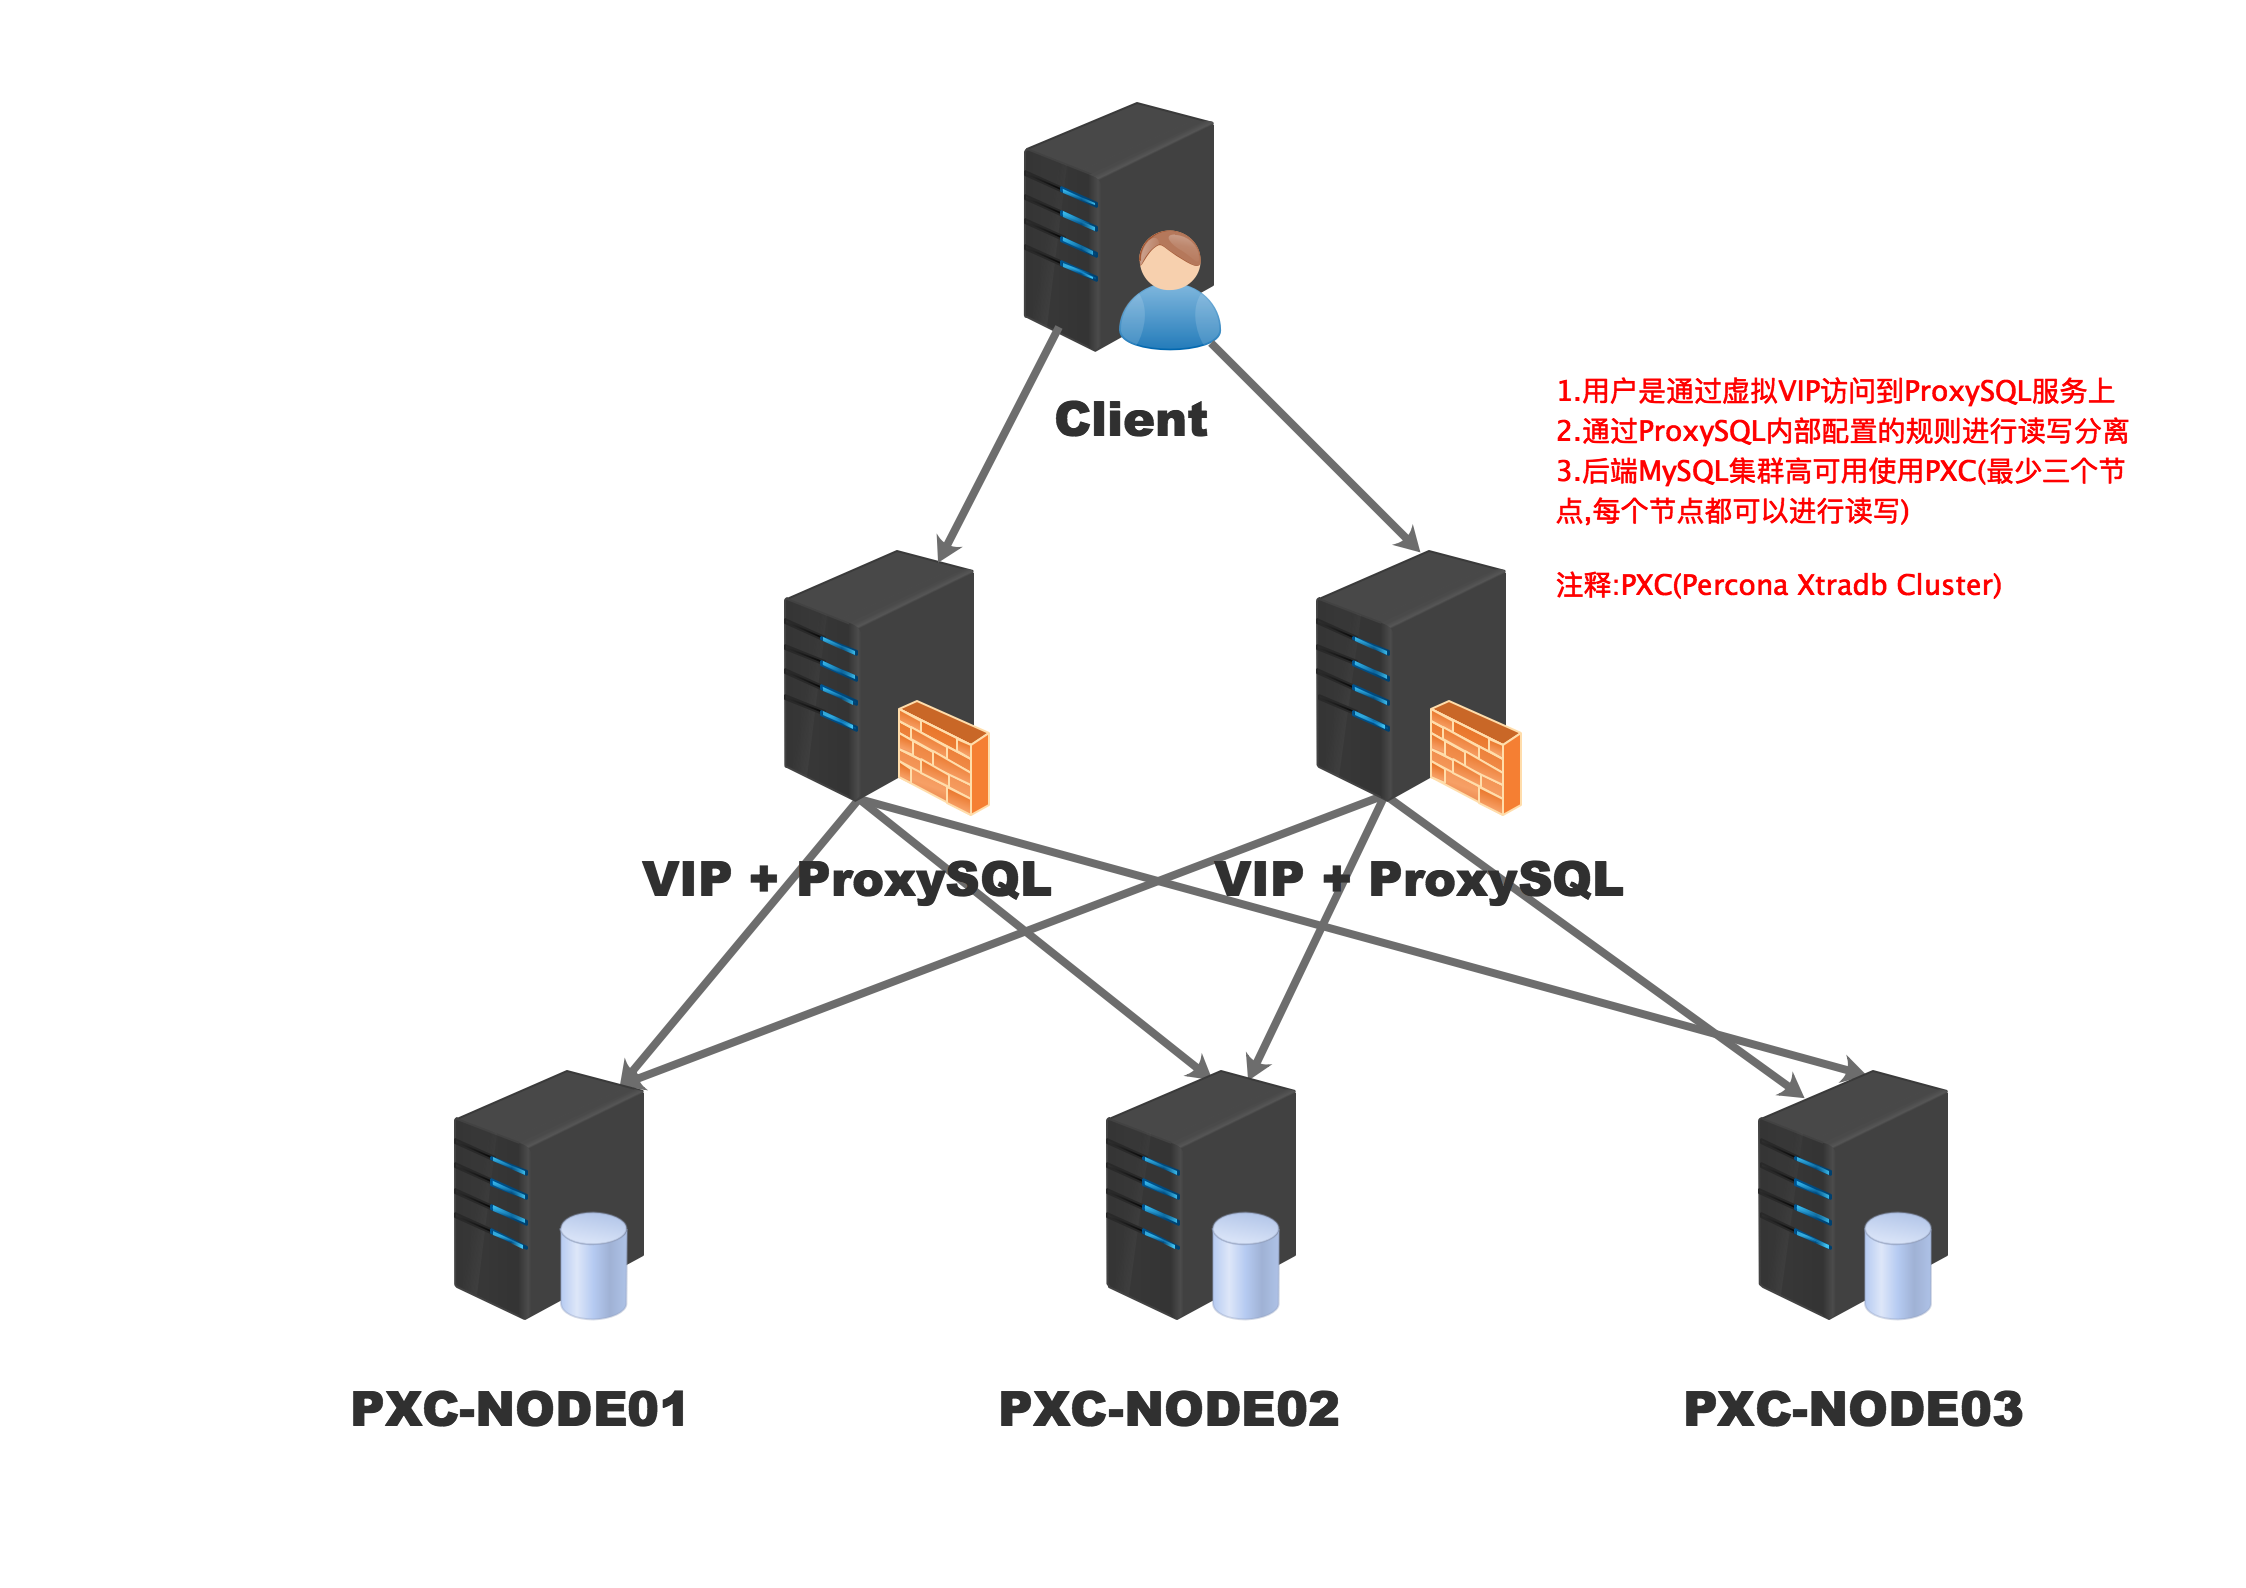 Client
1.用户是通过虚拟VIP访问到ProxySQL服务上
2.通过ProxySQL内部配置的规则进行读写分离
3.后端MySQL集群高可用使用PXC(最少三个节
点,每个节点都可以进行读写)
注释:PXC(Percona Xtradb Cluster)
VIP + ProxySQL
VIP + ProxySQL
PXC-NODE01
PXC-NODE02
PXC-NODE03